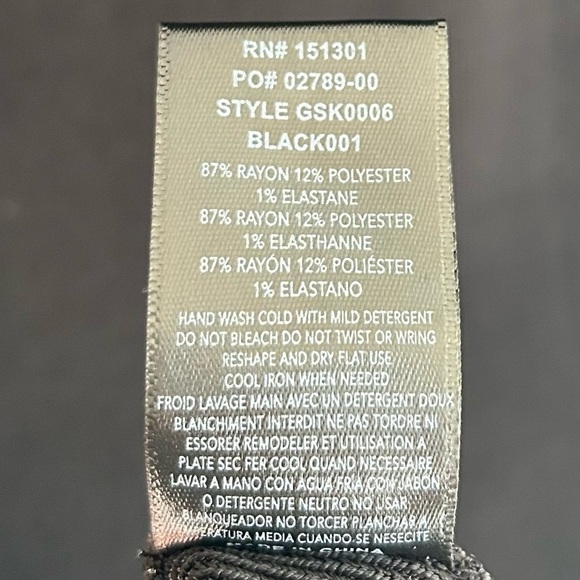 RN# 151301
PO# 02789-00
STYLE GSK0006
BLACK001
87% RAYON 12% POLYESTER
1% ELASTANE
87% RAYON 12% POLYESTER
1% ELASTHANNE
87% RAYÓN 12% POLIÉSTER
1% ELASTANO
HAND WASH COLD WITH MILD DETERGENT
DO NOT BLEACH DO NOT TWIST OR WRING
RESHAPE AND DRY FLAT USE
COOL IRON WHEN NEEDED
FROID LAVAGE MAIN AVEC UN DETERGENT DOUX
BLANCHIMENT INTERDIT NE PAS TORDRE NI
ESSORER REMODELER ET UTILISATION A
PLATE SEC FER COOL QUAND NECESSAIRE
LAVAR A MANO CON AGUA FRIA CON JABON
O DETERGENTE NEUTRO NO USAR
BLANQUEADOR NO TORCER PLANCHAR A
MEDIA CUANDO SE NESECITE
MADE IN CHINA